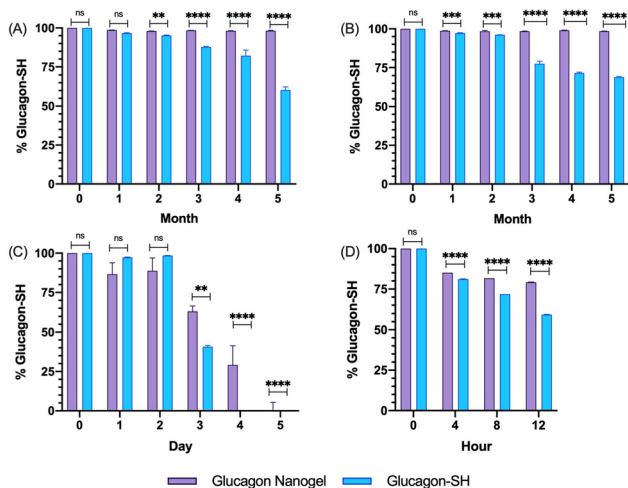 (A)
ns ns ** **** **** ****
% Glucagon-SH
100
75
50
25
0
0 1 2 3 4 5
Month
(B)
ns *** *** **** **** ****
% Glucagon-SH
100
75
50
25
0
0 1 2 3 4 5
Month
(C)
ns ns ns ** **** ****
% Glucagon-SH
100
75
50
25
0
0 1 2 3 4 5
Day
(D)
ns **** **** ****
% Glucagon-SH
100
75
50
25
0
0 4 8 12
Hour
Glucagon Nanogel Glucagon-SH